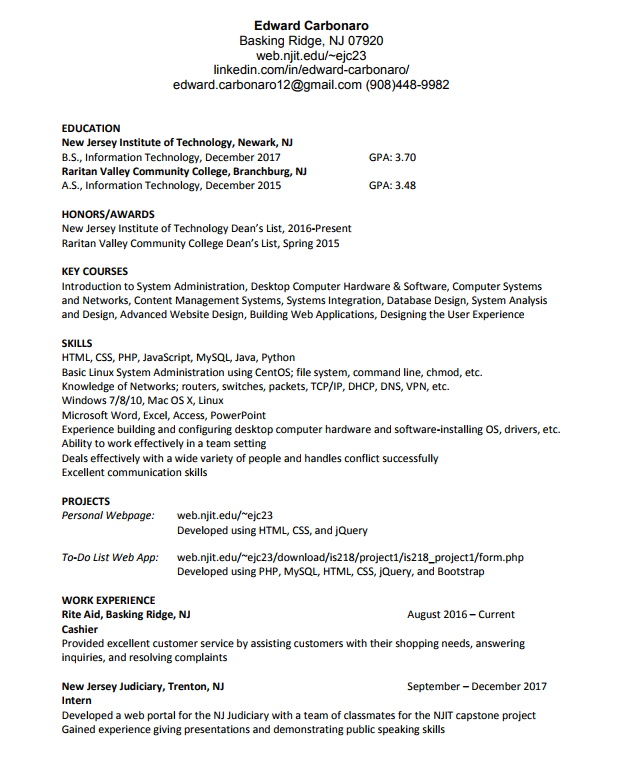 Edward Carbonaro
Basking Ridge, NJ 07920
web.njit.edu/~ejc23
linkedin.com/in/edward-carbonaro/
edward.carbonaro12@gmail.com (908)448-9982
EDUCATION
New Jersey Institute of Technology, Newark, NJ
B.S., Information Technology, December 2017 GPA: 3.70
Raritan Valley Community College, Branchburg, NJ
A.S., Information Technology, December 2015 GPA: 3.48
HONORS/AWARDS
New Jersey Institute of Technology Dean’s List, 2016-Present
Raritan Valley Community College Dean’s List, Spring 2015
KEY COURSES
Introduction to System Administration, Desktop Computer Hardware & Software, Computer Systems
and Networks, Content Management Systems, Systems Integration, Database Design, System Analysis
and Design, Advanced Website Design, Building Web Applications, Designing the User Experience
SKILLS
HTML, CSS, PHP, JavaScript, MySQL, Java, Python
Basic Linux System Administration using CentOS; file system, command line, chmod, etc.
Knowledge of Networks; routers, switches, packets, TCP/IP, DHCP, DNS, VPN, etc.
Windows 7/8/10, Mac OS X, Linux
Microsoft Word, Excel, Access, PowerPoint
Experience building and configuring desktop computer hardware and software-installing OS, drivers, etc.
Ability to work effectively in a team setting
Deals effectively with a wide variety of people and handles conflict successfully
Excellent communication skills
PROJECTS
Personal Webpage: web.njit.edu/~ejc23
Developed using HTML, CSS, and jQuery
To-Do List Web App: web.njit.edu/~ejc23/download/is218/project1/is218_project1/form.php
Developed using PHP, MySQL, HTML, CSS, jQuery, and Bootstrap
WORK EXPERIENCE
Rite Aid, Basking Ridge, NJ August 2016 – Current
Cashier
Provided excellent customer service by assisting customers with their shopping needs, answering
inquiries, and resolving complaints
New Jersey Judiciary, Trenton, NJ September – December 2017
Intern
Developed a web portal for the NJ Judiciary with a team of classmates for the NJIT capstone project
Gained experience giving presentations and demonstrating public speaking skills